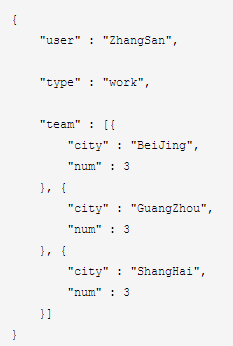 {
    "user" : "ZhangSan",
    "type" : "work",
    "team" : [{
        "city" : "BeiJing",
        "num" : 3
    }, {
        "city" : "GuangZhou",
        "num" : 3
    }, {
        "city" : "ShangHai",
        "num" : 3
    }]
}